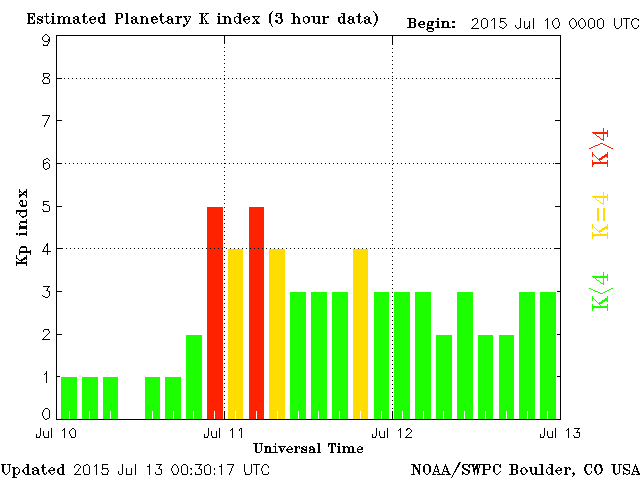 Estimated Planetary K index (3 hour data)
Begin: 2015 Jul 10 0000 UTC
9
8
7
6
5
4
3
2
1
0
Kp index
K>4
K=4
K<4
Jul 10
Jul 11
Jul 12
Jul 13
Universal Time
Updated 2015 Jul 13 00:30:17 UTC
NOAA/SWPC Boulder, CO USA